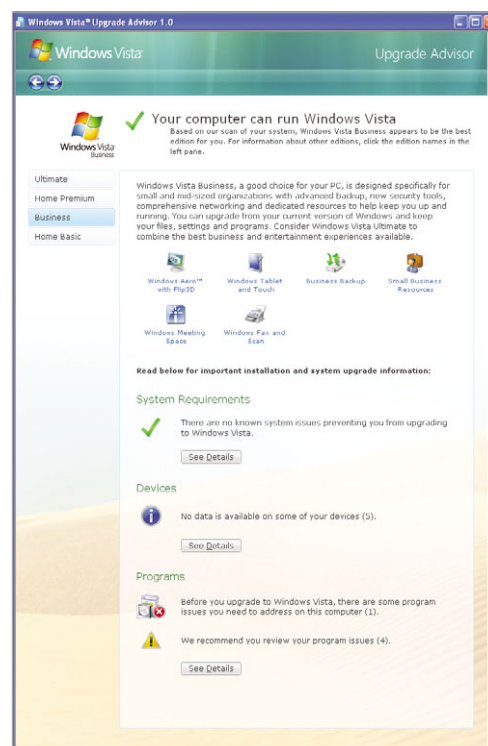 Windows Vista™ Upgrade Advisor 1.0
Windows Vista™
Upgrade Advisor
Your computer can run Windows Vista
Based on our scan of your system, Windows Vista Business appears to be the best
edition for you. For information about other editions, click the edition names in the
left pane.
Windows Vista
Business
Ultimate
Home Premium
Business
Home Basic
Windows Vista Business, a good choice for your PC, is designed specifically for
small and mid-sized organizations with advanced backup, new security tools,
comprehensive networking and dedicated resources to help keep you up and
running. You can upgrade from your current version of Windows and keep
your files, settings and programs. Consider Windows Vista Ultimate to
combine the best business and entertainment experiences available.
Windows Aero™
with Flip3D
Windows Tablet
and Touch
Business Backup
Small Business
Resources
Windows Meeting
Space
Windows Fax and
Scan
Read below for important installation and system upgrade information:
System Requirements
There are no known system issues preventing you from upgrading
to Windows Vista.
See Details
Devices
No data is available on some of your devices (5).
See Details
Programs
Before you upgrade to Windows Vista, there are some program
issues you need to address on this computer (1).
We recommend you review your program issues (4).
See Details